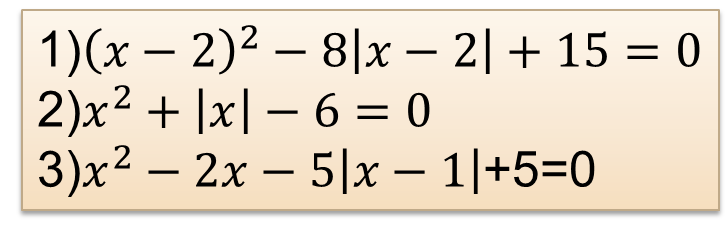 1)(x − 2)² − 8|x − 2| + 15 = 0
2)x² + |x| − 6 = 0
3)x² − 2x − 5|x − 1|+5=0